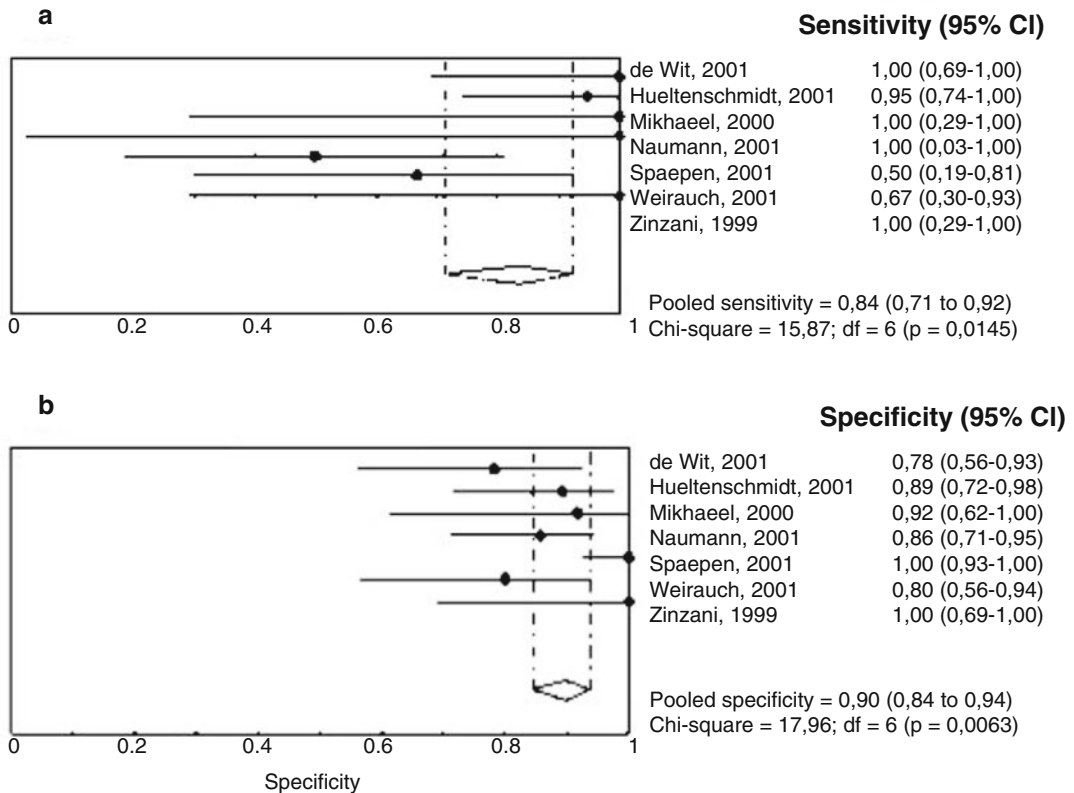 a
Sensitivity (95% CI)
de Wit, 2001 1,00 (0,69-1,00)
Hueltenschmidt, 2001 0,95 (0,74-1,00)
Mikhaeel, 2000 1,00 (0,29-1,00)
Naumann, 2001 1,00 (0,03-1,00)
Spaepen, 2001 0,50 (0,19-0,81)
Weirauch, 2001 0,67 (0,30-0,93)
Zinzani, 1999 1,00 (0,29-1,00)
Pooled sensitivity = 0,84 (0,71 to 0,92)
Chi-square = 15,87; df = 6 (p = 0,0145)
0 0.2 0.4 0.6 0.8 1
b
Specificity (95% CI)
de Wit, 2001 0,78 (0,56-0,93)
Hueltenschmidt, 2001 0,89 (0,72-0,98)
Mikhaeel, 2000 0,92 (0,62-1,00)
Naumann, 2001 0,86 (0,71-0,95)
Spaepen, 2001 1,00 (0,93-1,00)
Weirauch, 2001 0,80 (0,56-0,94)
Zinzani, 1999 1,00 (0,69-1,00)
Pooled specificity = 0,90 (0,84 to 0,94)
Chi-square = 17,96; df = 6 (p = 0,0063)
0 0.2 0.4 0.6 0.8 1
Specificity